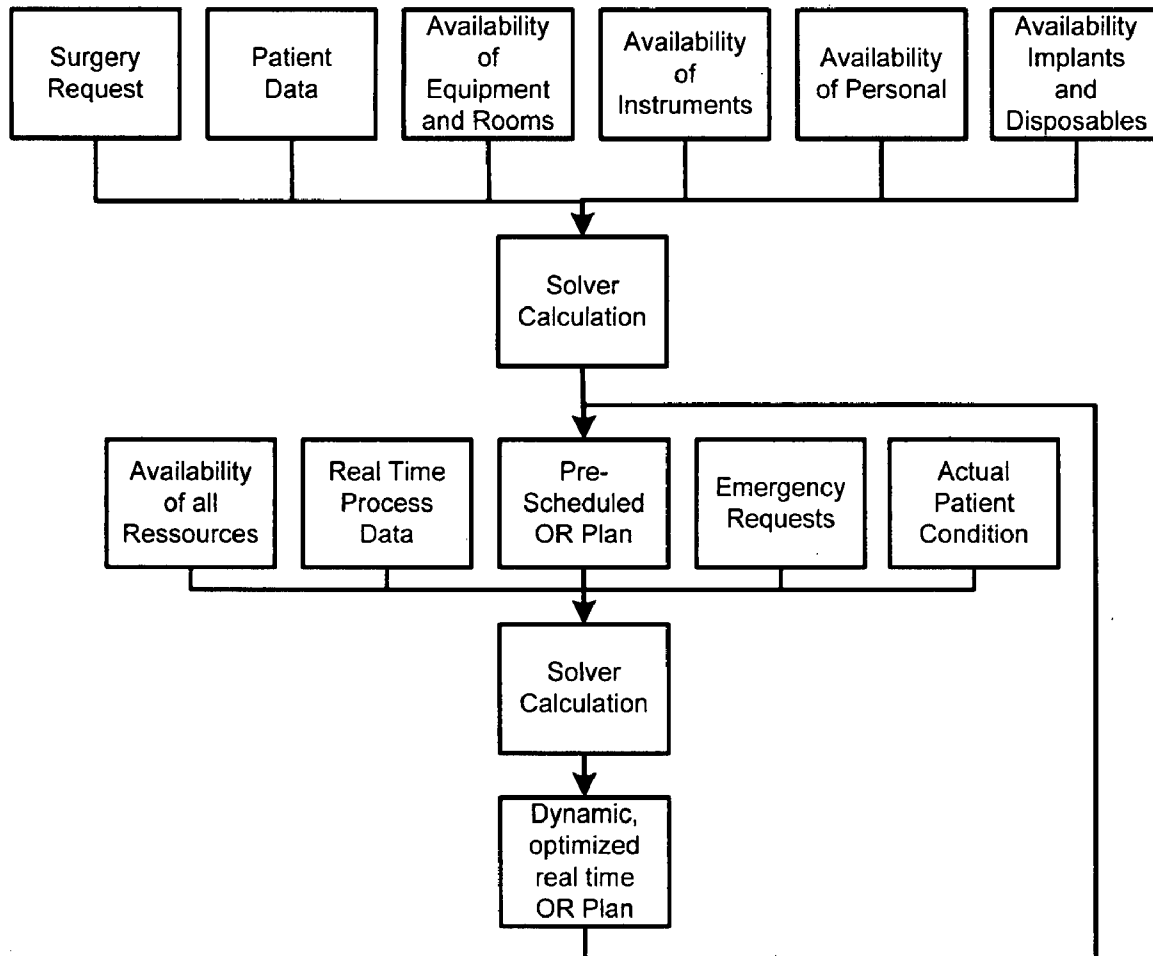 Surgery
Request
Patient
Data
Availability
of
Equipment
and Rooms
Availability
of
Instruments
Availability
of Personal
Availability
Implants
and
Disposables
Solver
Calculation
Availability
of all
Ressources
Real Time
Process
Data
Pre-
Scheduled
OR Plan
Emergency
Requests
Actual
Patient
Condition
Solver
Calculation
Dynamic,
optimized
real time
OR Plan